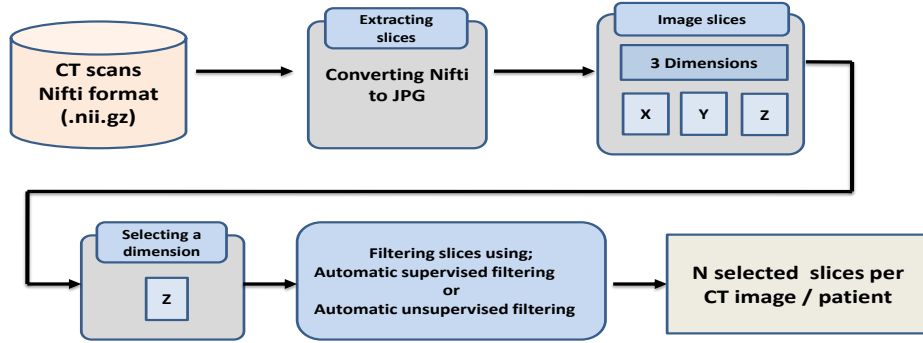 CT scans
Nifti format
(.nii.gz)
Extracting
slices
Converting Nifti
to JPG
Image slices
3 Dimensions
X Y Z
Selecting a
dimension
Z
Filtering slices using;
Automatic supervised filtering
or
Automatic unsupervised filtering
N selected slices per
CT image / patient